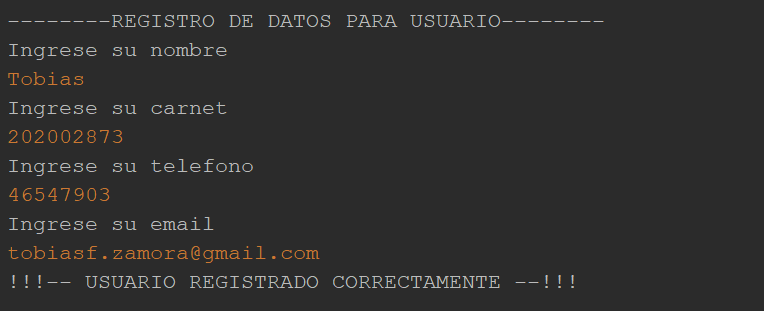 --------REGISTRO DE DATOS PARA USUARIO--------
Ingrese su nombre
Tobias
Ingrese su carnet
202002873
Ingrese su telefono
46547903
Ingrese su email
tobiasf.zamora@gmail.com
!!!-- USUARIO REGISTRADO CORRECTAMENTE --!!!